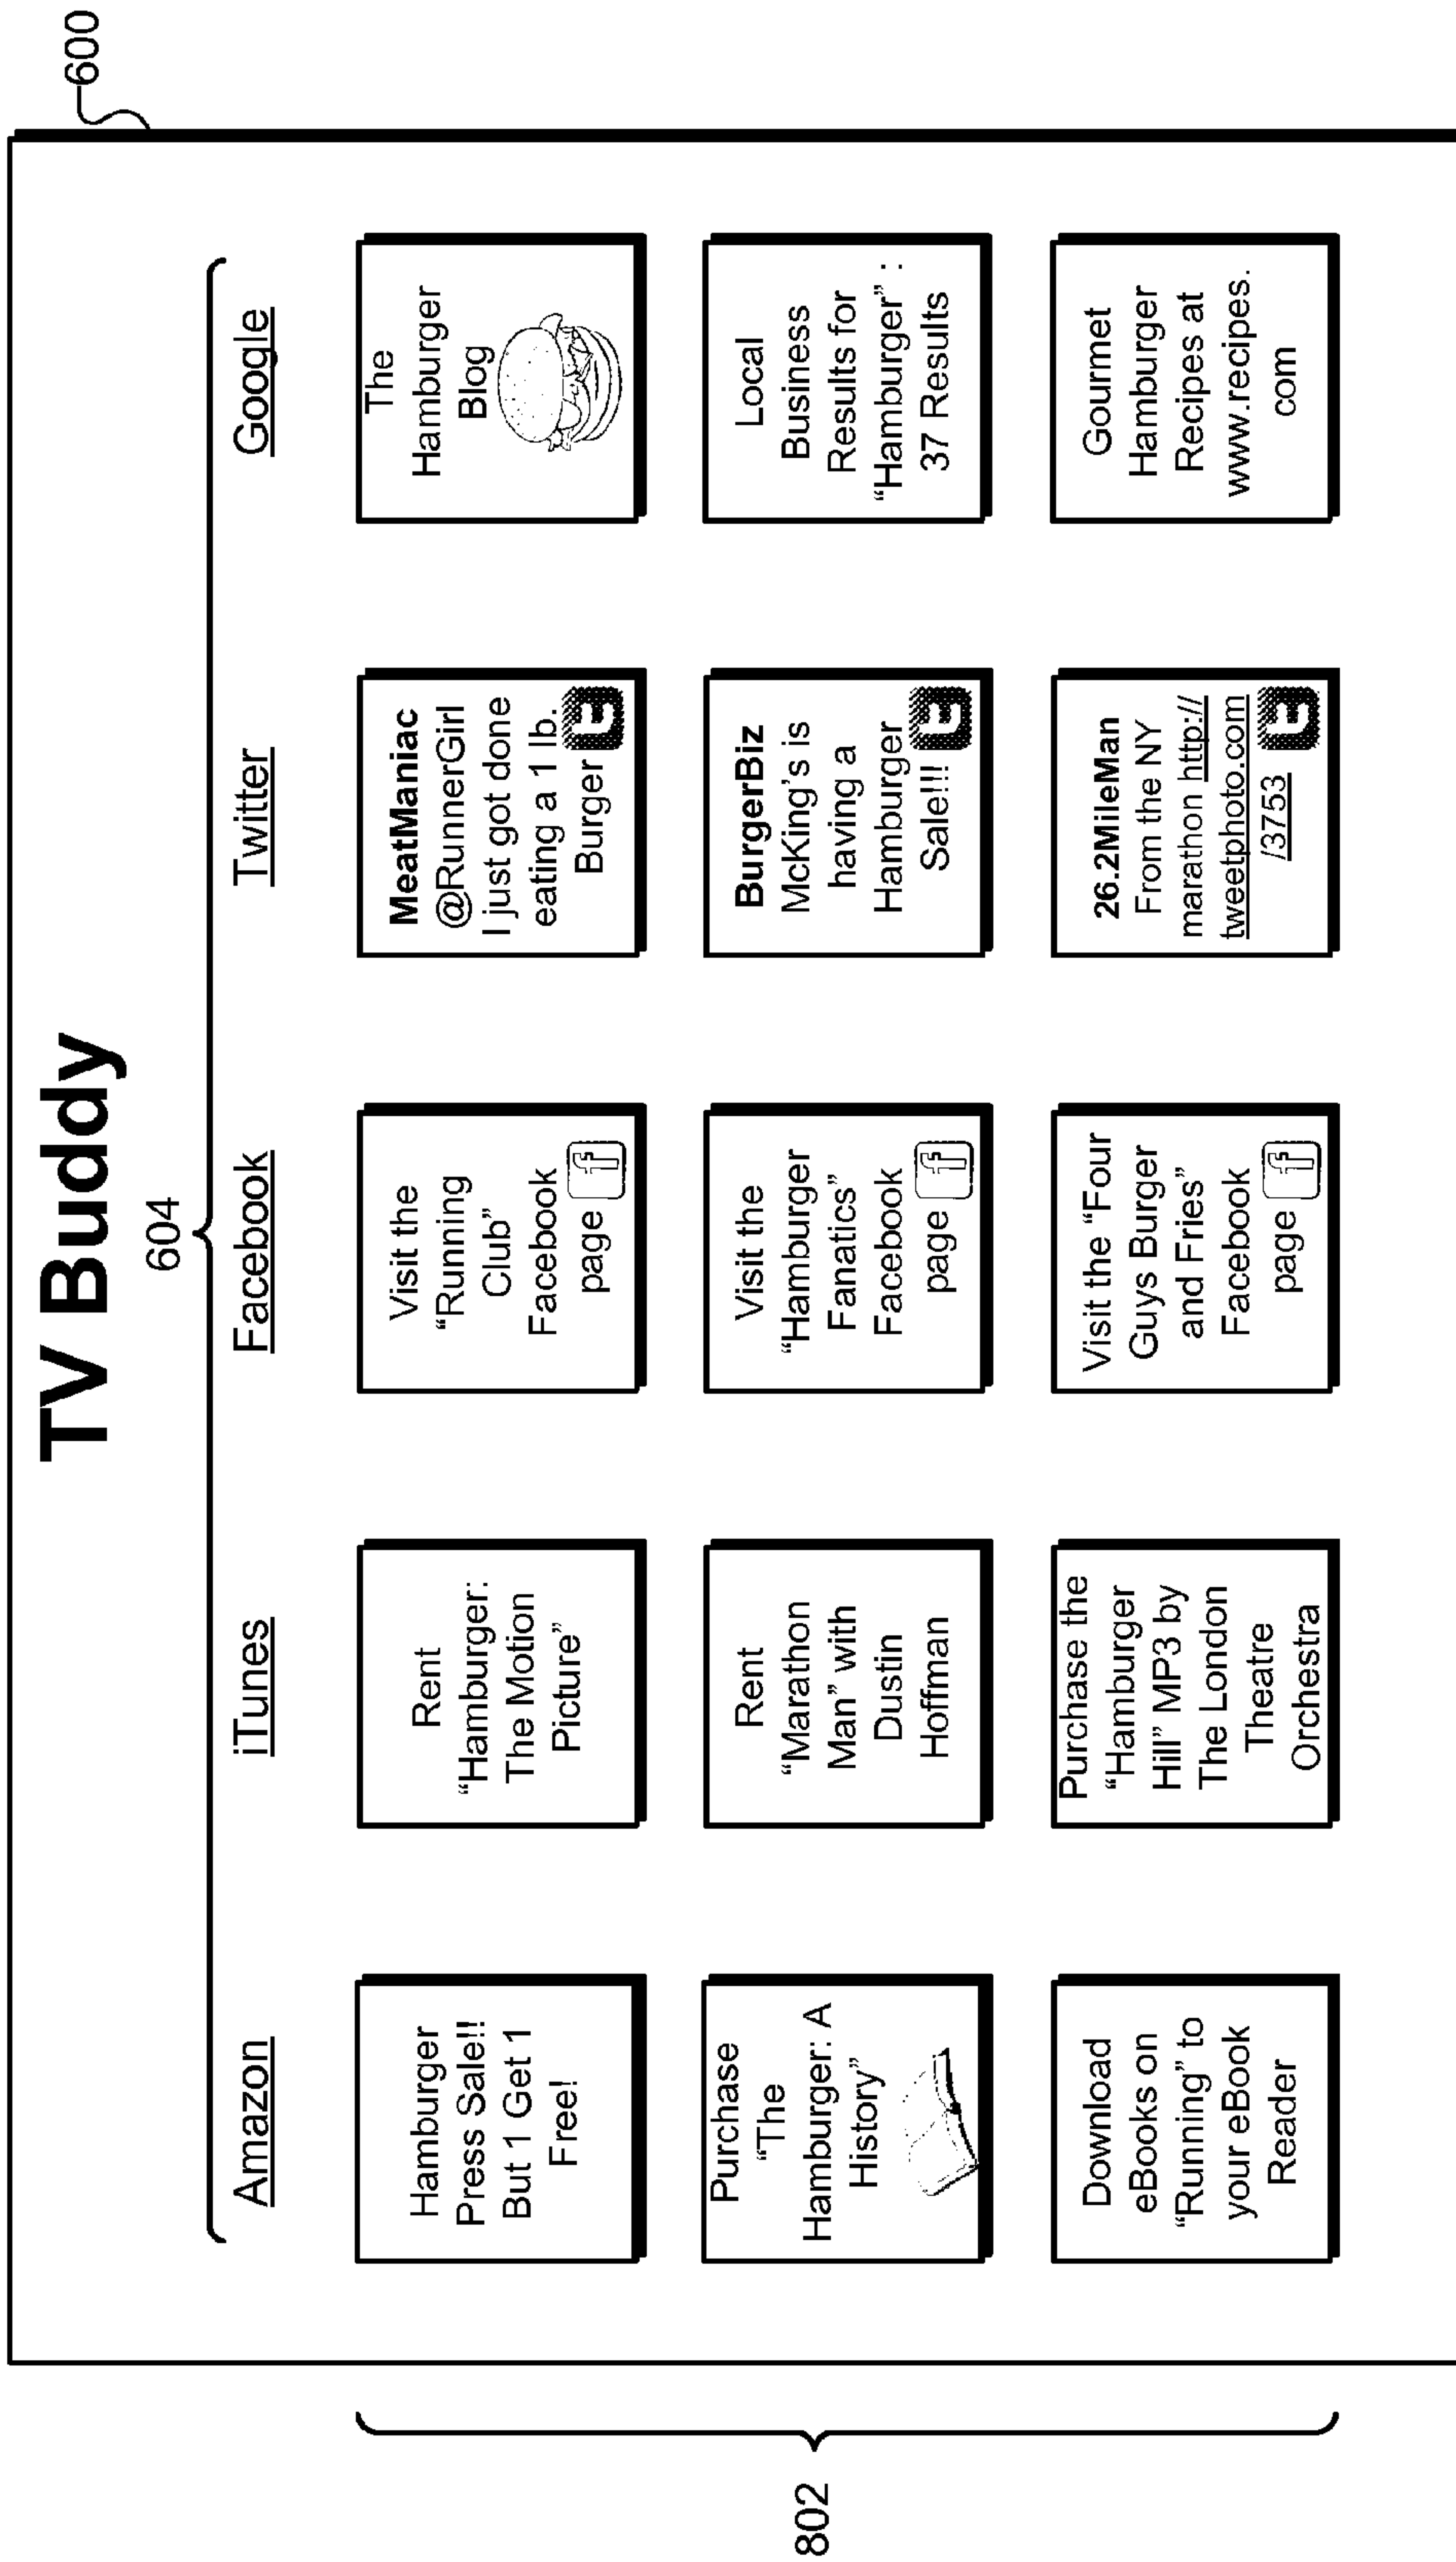 600
TV Buddy
604
Amazon
iTunes
Facebook
Twitter
Google
802
Hamburger
Press Sale!!
But 1 Get 1
Free!
Rent
“Hamburger:
The Motion
Picture”
Visit the
“Running
Club”
Facebook
page
f
MeatManiac
@RunnerGirl
I just got done
eating a 1 lb.
Burger
t
The
Hamburger
Blog
Purchase
“The
Hamburger: A
History”
Rent
“Marathon
Man” with
Dustin
Hoffman
Visit the
“Hamburger
Fanatics”
Facebook
page
f
BurgerBiz
McKing’s is
having a
Hamburger
Sale!!!
t
Local
Business
Results for
“Hamburger” :
37 Results
Download
eBooks on
“Running” to
your eBook
Reader
Purchase the
“Hamburger
Hill” MP3 by
The London
Theatre
Orchestra
Visit the “Four
Guys Burger
and Fries”
Facebook
page
f
26.2MileMan
From the NY
marathon http://
tweetphoto.com
/3753
t
Gourmet
Hamburger
Recipes at
www.recipes.
com